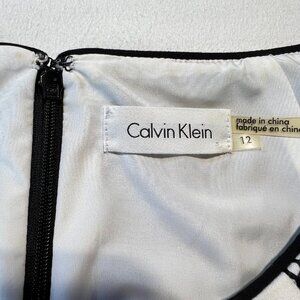 Calvin Klein
made in china
fabriqué en chine
12